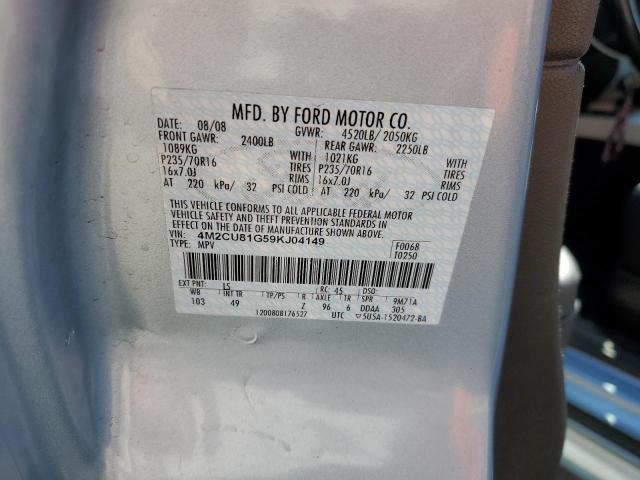 MFD. BY FORD MOTOR CO.
DATE: 08/08 GVWR: 4520LB/ 2050KG
FRONT GAWR: 2400LB REAR GAWR: 2250LB
1089KG WITH 1021KG WITH
P235/70R16 TIRES P235/70R16 TIRES
16x7.0J RIMS 16x7.0J RIMS
AT 220 kPa/ 32 PSI COLD AT 220 kPa/ 32 PSI COLD
THIS VEHICLE CONFORMS TO ALL APPLICABLE FEDERAL MOTOR
VEHICLE SAFETY AND THEFT PREVENTION STANDARDS IN
EFFECT ON THE DATE OF MANUFACTURE SHOWN ABOVE.
VIN: 4M2CU81G59KJ04149 F0068
TYPE: MPV T0250
EXT PNT: LS RC: 45 DSO:
WB INT TR TP/PS R AXLE TR SPR 9M71A
103 49 Z 96 6 DDAA 305
120080817652 UTC ▽5U5A-1520472-BA